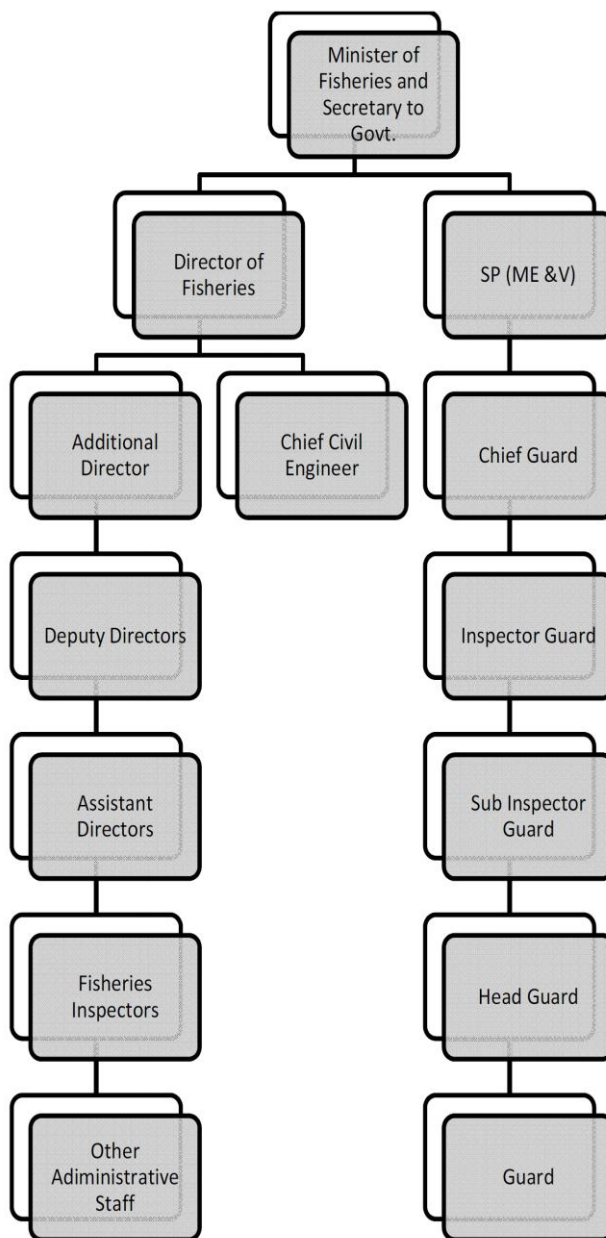 Minister of
Fisheries and
Secretary to
Govt.
Director of
Fisheries
SP (ME &V)
Additional
Director
Chief Civil
Engineer
Chief Guard
Deputy Directors
Inspector Guard
Assistant
Directors
Sub Inspector
Guard
Fisheries
Inspectors
Head Guard
Other
Adiministrative
Staff
Guard